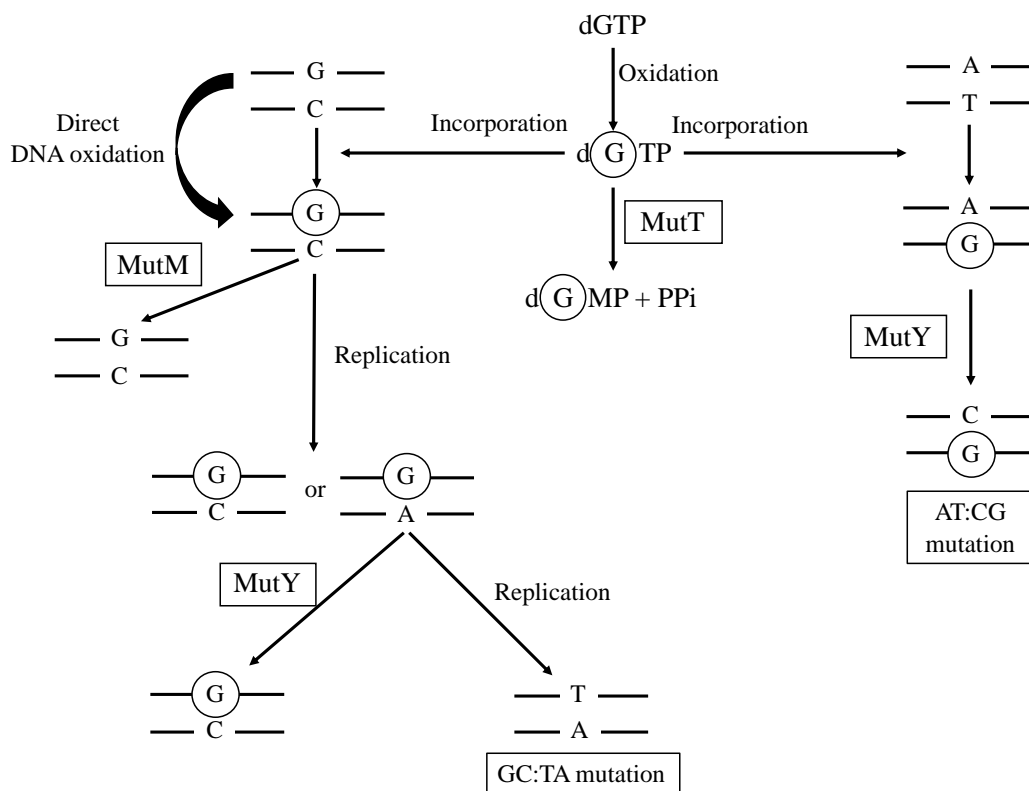 dGTP
Oxidation
G
C
A
T
Direct
DNA oxidation
Incorporation
dGTP
Incorporation
G
C
A
G
MutM
MutT
dGMP + PPi
G
C
Replication
MutY
C
G
AT:CG
mutation
G
C
or
G
A
MutY
Replication
G
C
T
A
GC:TA mutation